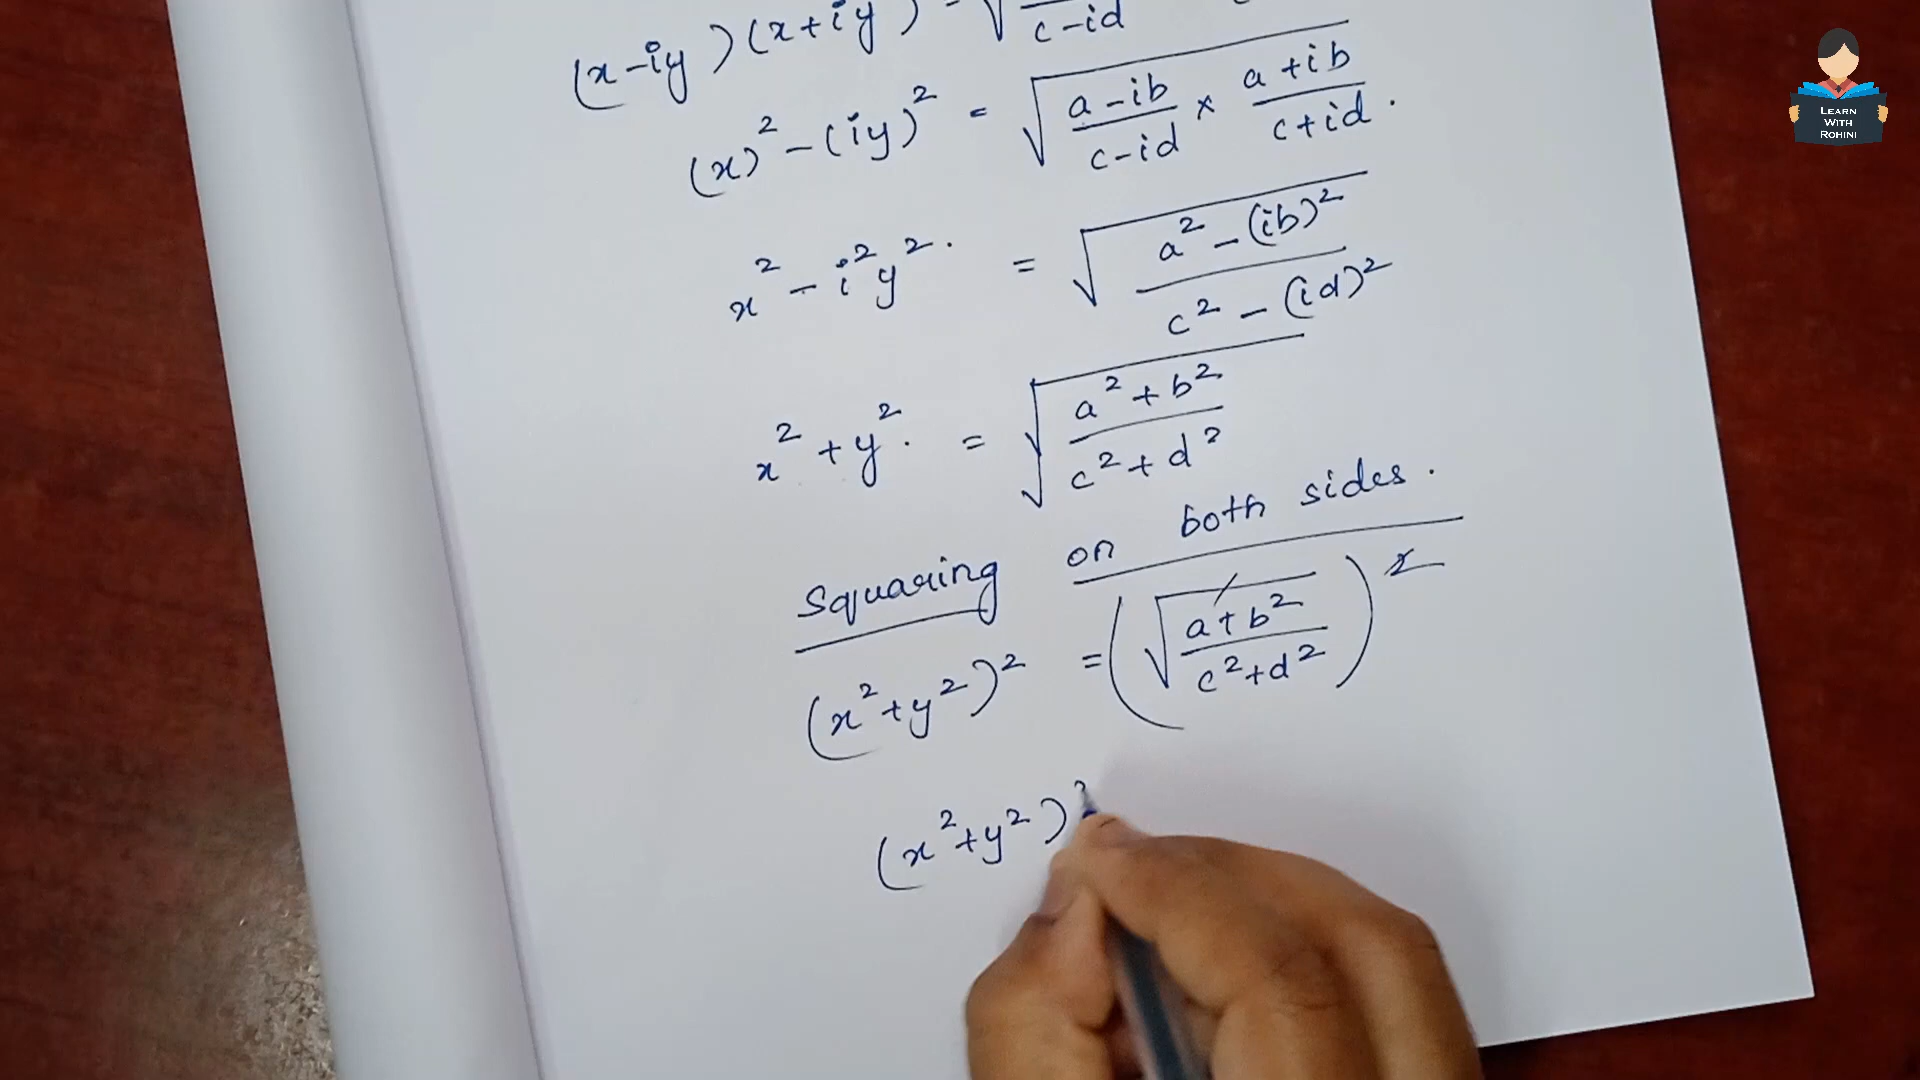 (x-iy)(x+iy) = √ c-id
(x)² - (iy)² = √(a-ib/c-id × a+ib/c+id).
x² - i²y². = √(a² - (ib)²/c² - (id)²)
x² + y². = √(a² + b²/c² + d²)
Squaring on both sides.
(x²+y²)² = (√(a+b²/c²+d²))²
(x²+y²)²
LEARN
WITH
ROHINI